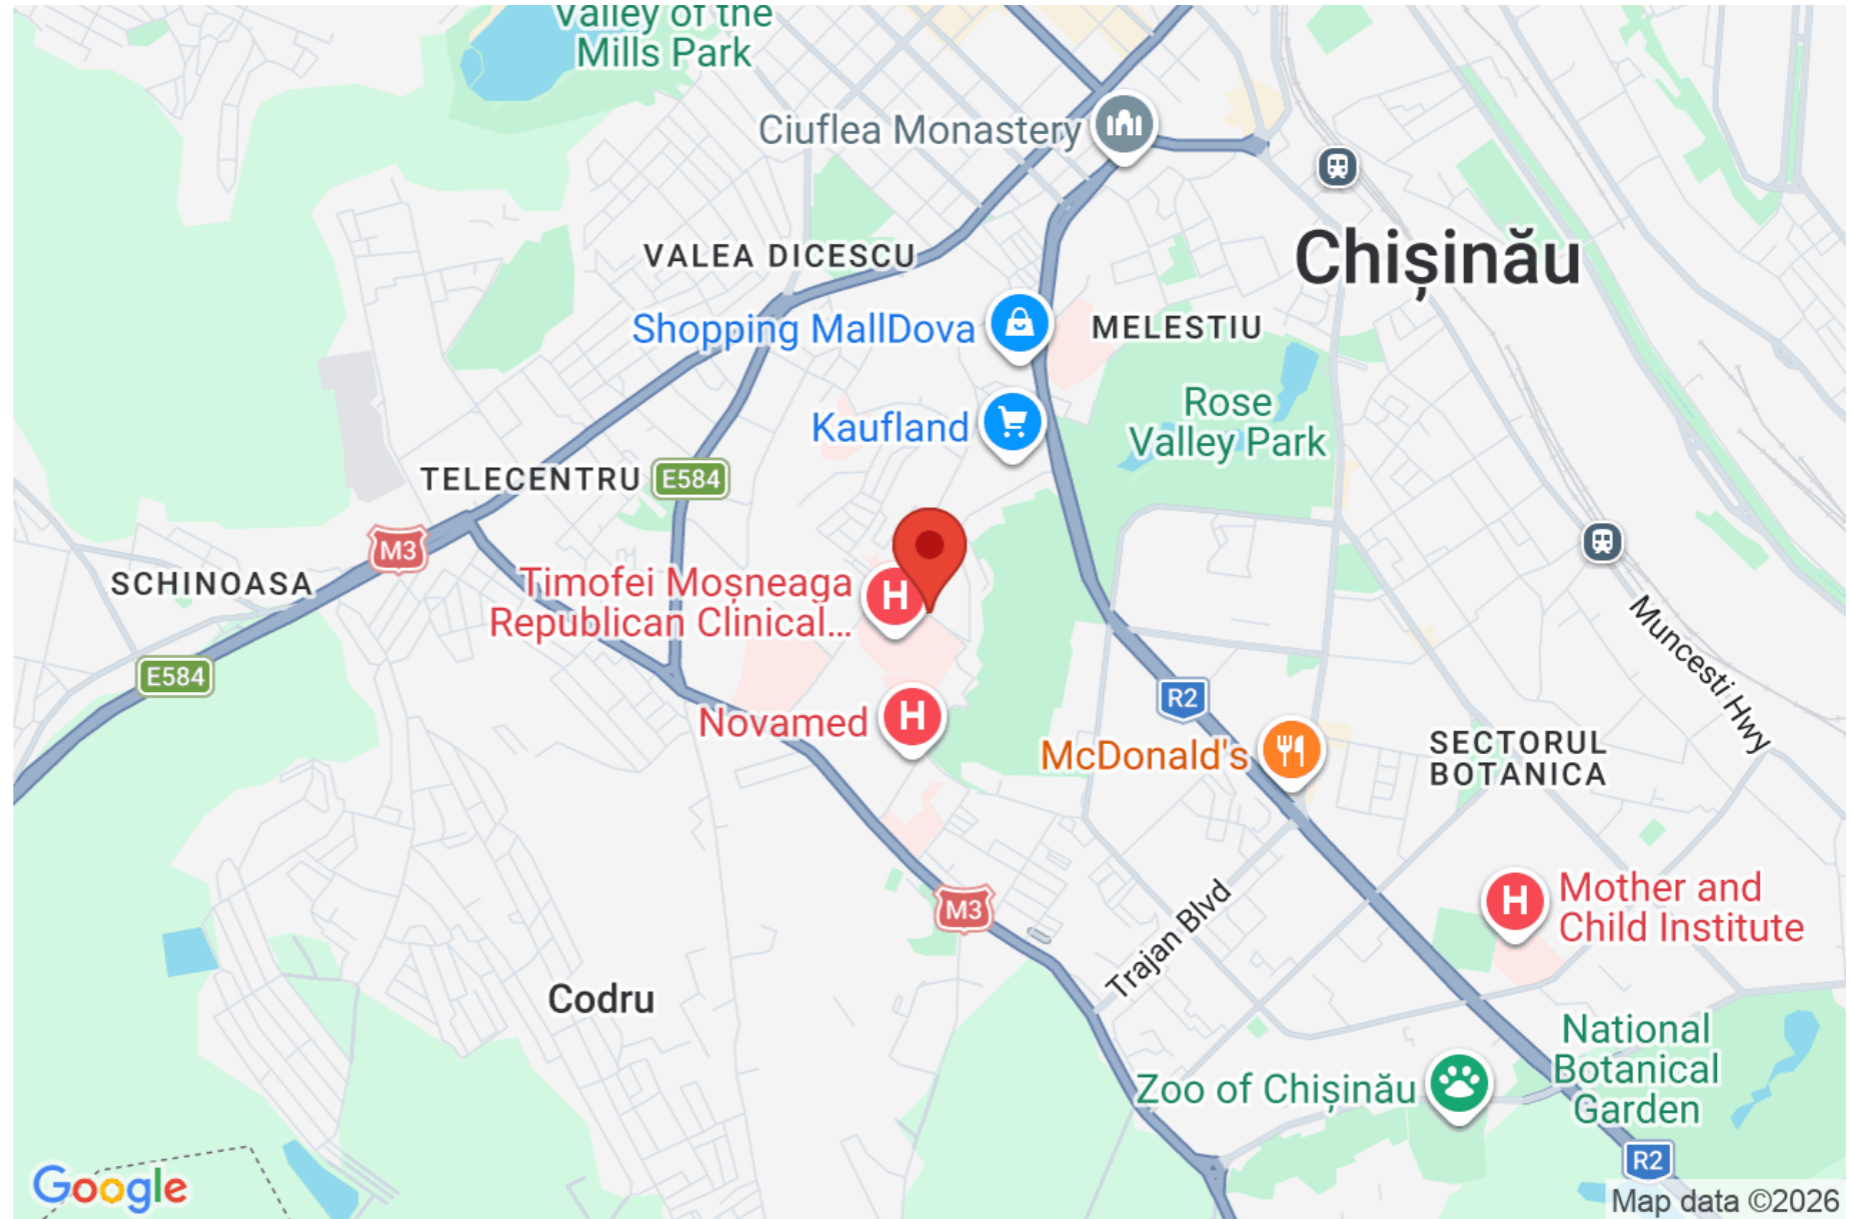 Valley of the
Mills Park
Ciuflea Monastery
Chișinău
VALEA DICESCU
Shopping MallDova
MELESTIU
Rose
Valley Park
Kaufland
TELECENTRU
E584
M3
SCHINOASA
Timofei Moșneaga
Republican Clinical...
H
E584
Muncesti Hwy
R2
Novamed
H
McDonald's
SECTORUL
BOTANICA
M3
Trajan Blvd
H
Mother and
Child Institute
Codru
National
Botanical
Garden
Zoo of Chișinău
R2
Google
Map data ©2026